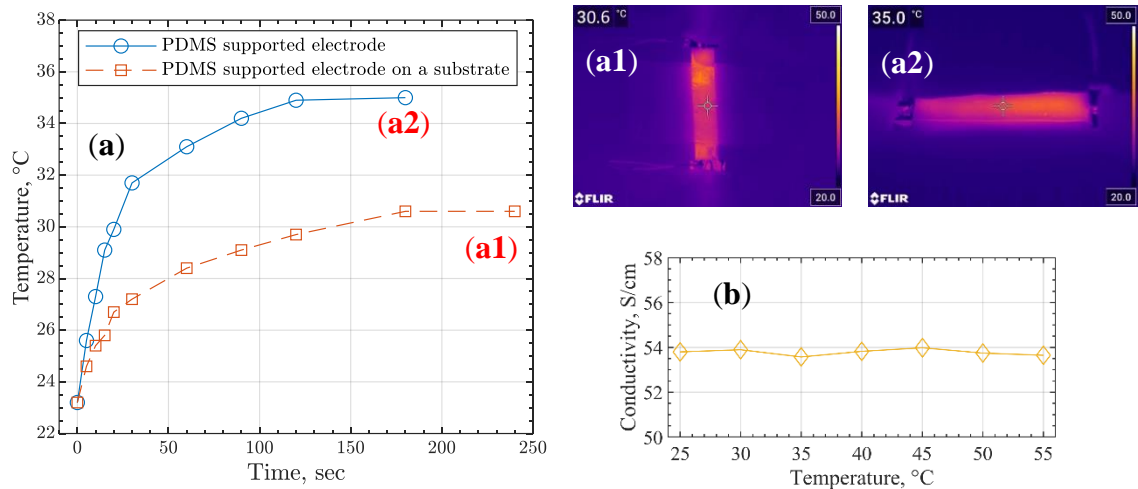 38
36
34
32
30
28
26
24
22
Temperature, °C
PDMS supported electrode
PDMS supported electrode on a substrate
(a)
(a2)
(a1)
0
50
100
150
200
250
Time, sec
30.6 °C
50.0
(a1)
◆FLIR
20.0
35.0 °C
50.0
(a2)
◆FLIR
20.0
58
56
54
52
50
Conductivity, S/cm
(b)
25
30
35
40
45
50
55
Temperature, °C